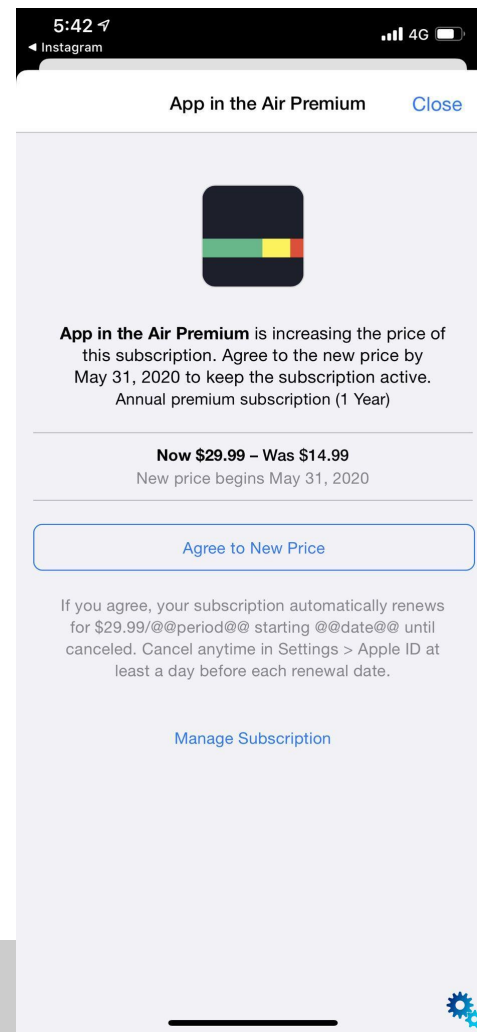 5:42
4G
◀ Instagram
App in the Air Premium
Close
App in the Air Premium is increasing the price of
this subscription. Agree to the new price by
May 31, 2020 to keep the subscription active.
Annual premium subscription (1 Year)
Now $29.99 – Was $14.99
New price begins May 31, 2020
Agree to New Price
If you agree, your subscription automatically renews
for $29.99/@@period@@ starting @@date@@ until
canceled. Cancel anytime in Settings > Apple ID at
least a day before each renewal date.
Manage Subscription